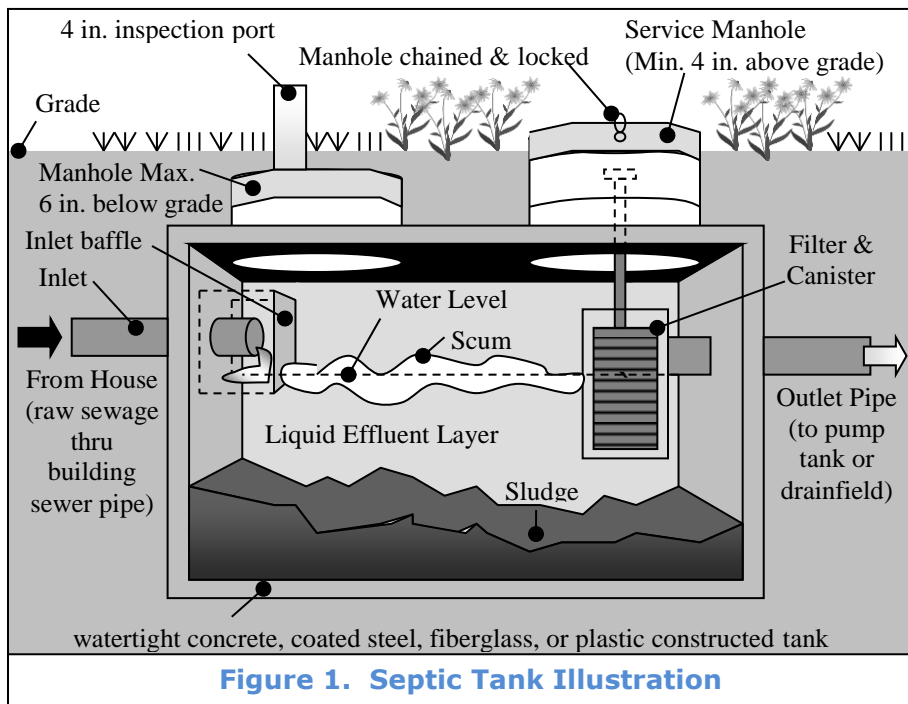 4 in. inspection port
Manhole chained & locked
Service Manhole
(Min. 4 in. above grade)
Grade
Manhole Max.
6 in. below grade
Inlet baffle
Inlet
Filter &
Canister
Water Level
Scum
From House
(raw sewage
thru
building
sewer pipe)
Outlet Pipe
(to pump
tank or
drainfield)
Liquid Effluent Layer
Sludge
watertight concrete, coated steel, fiberglass, or plastic constructed tank
Figure 1. Septic Tank Illustration